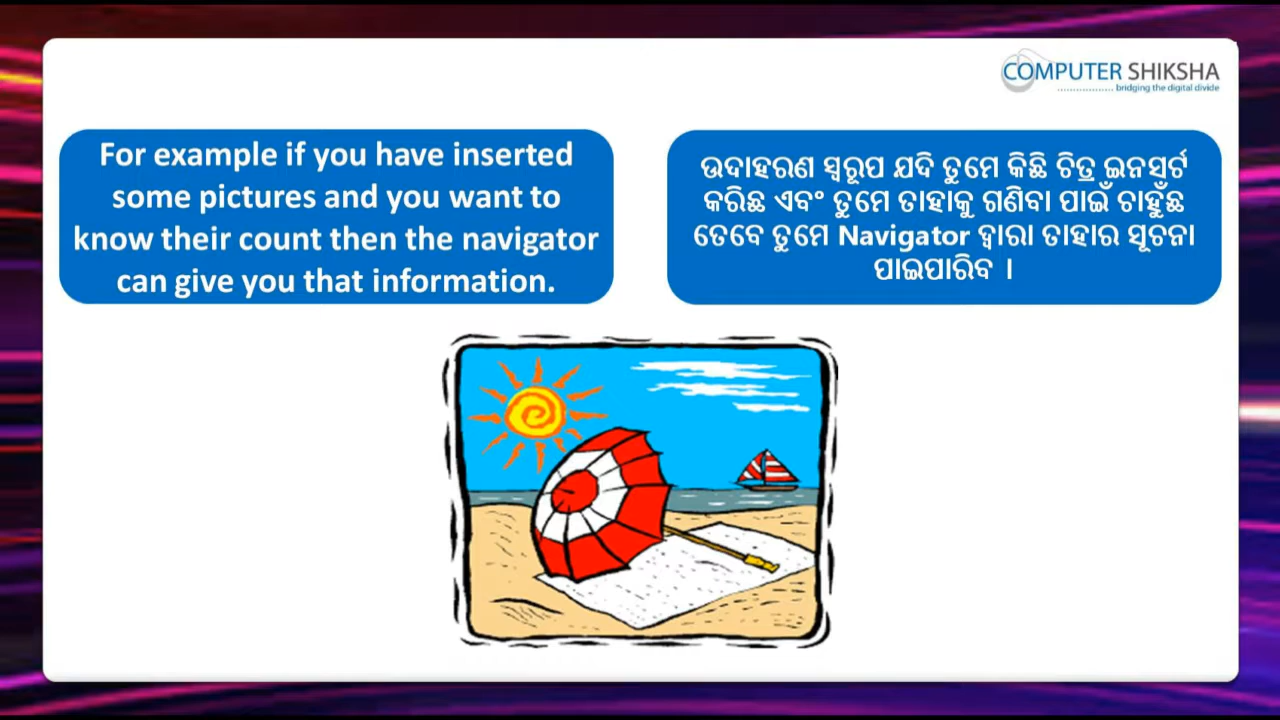 COMPUTER SHIKSHA
bridging the digital divide
For example if you have inserted
some pictures and you want to
know their count then the navigator
can give you that information.
ଉଦାହରଣ ସ୍ୱରୂପ ଯଦି ତୁମେ କିଛି ଚିତ୍ର ଇନସର୍ଟ
କରିଛ ଏବଂ ତୁମେ ତାହାକୁ ଗଣିବା ପାଇଁ ଚାହୁଁଛ
ତେବେ ତୁମେ Navigator ଦ୍ୱାରା ତାହାର ସୂଚନା
ପାଇପାରିବ ।